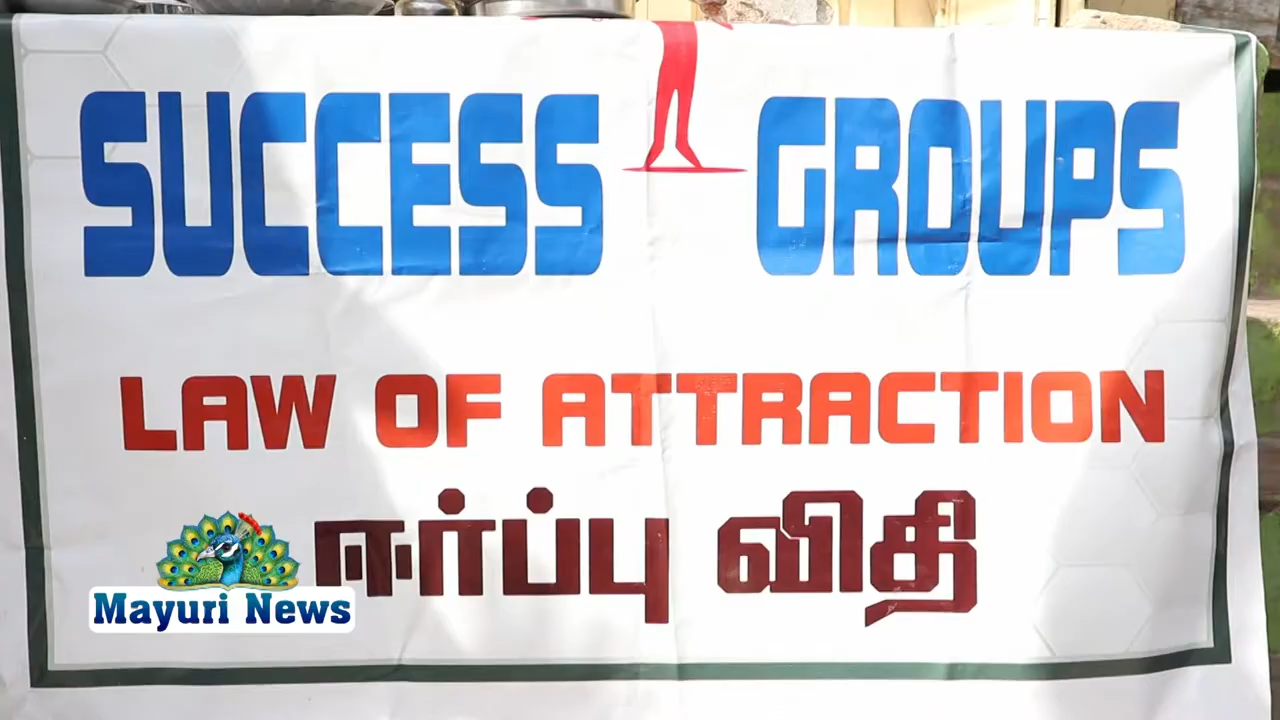 SUCCESS GROUPS
LAW OF ATTRACTION
ஈர்ப்பு விதி
Mayuri News